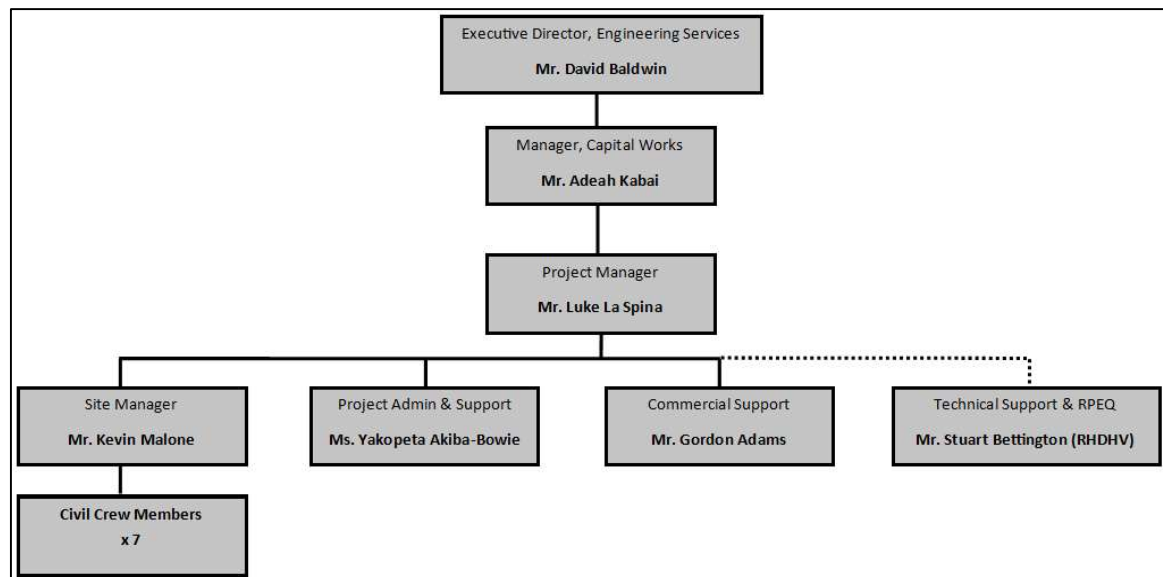 Executive Director, Engineering Services
Mr. David Baldwin
Manager, Capital Works
Mr. Adeah Kabai
Project Manager
Mr. Luke La Spina
Site Manager
Mr. Kevin Malone
Project Admin & Support
Ms. Yakopeta Akiba-Bowie
Commercial Support
Mr. Gordon Adams
Technical Support & RPEQ
Mr. Stuart Bettington (RHDHV)
Civil Crew Members
x 7